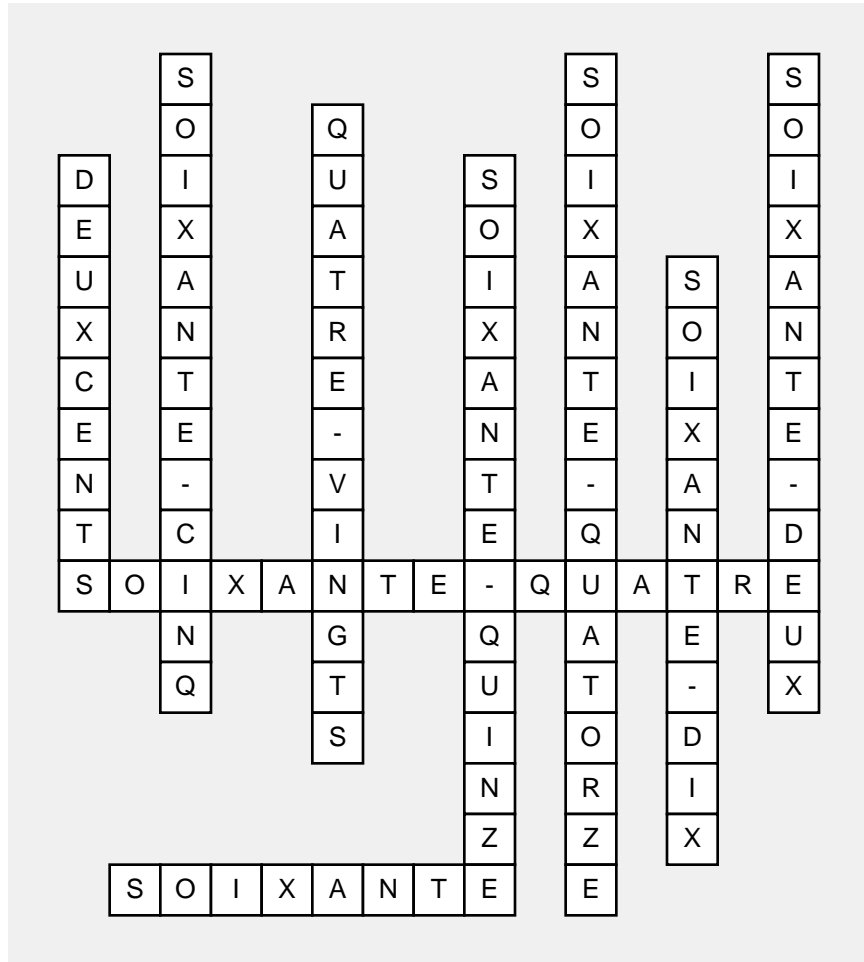 DEUXCENTS
SOIXANTE-CINQ
QUATRE-VINGTS
SOIXANTE-QUINZE
SOIXANTE-QUATORZE
SOIXANTE-DIX
SOIXANTE-DEUX
SOIXANTE-QUATRE
SOIXANTE